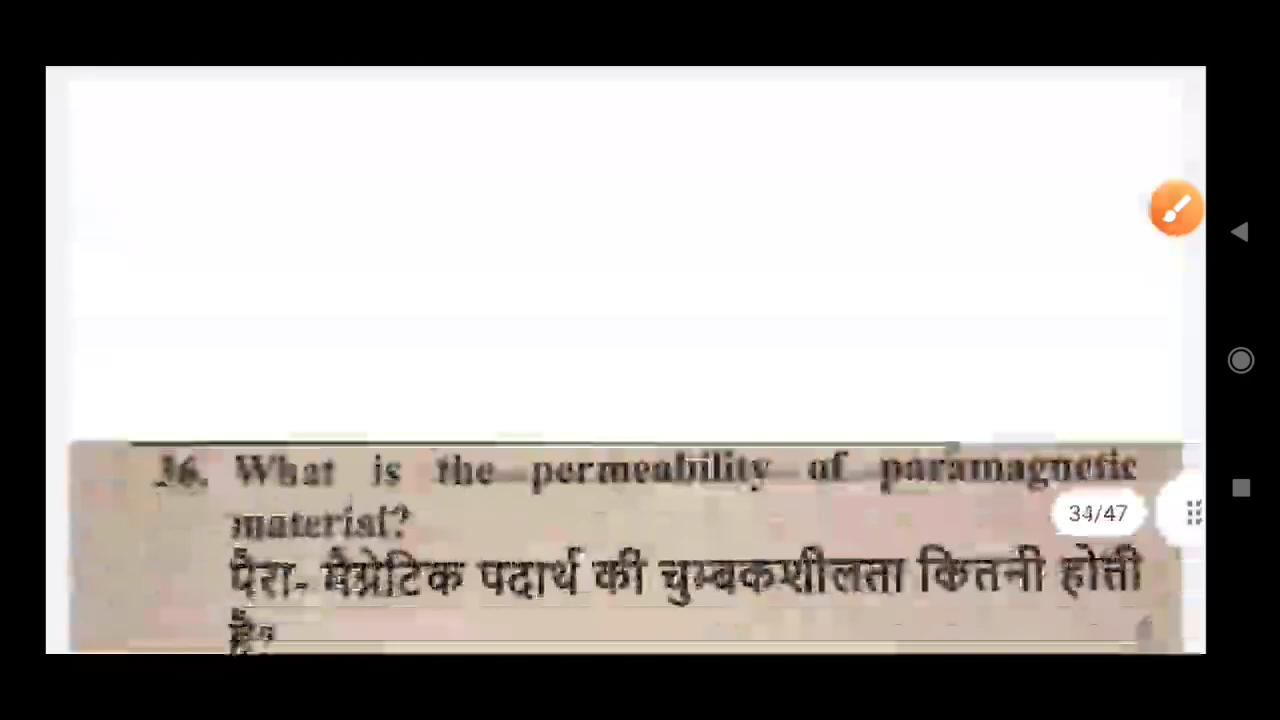 36. What is the permeability of paramagnetic
material?
34/47
पैरा- मैग्नेटिक पदार्थ की चुम्बकशीलता कितनी होती
है?